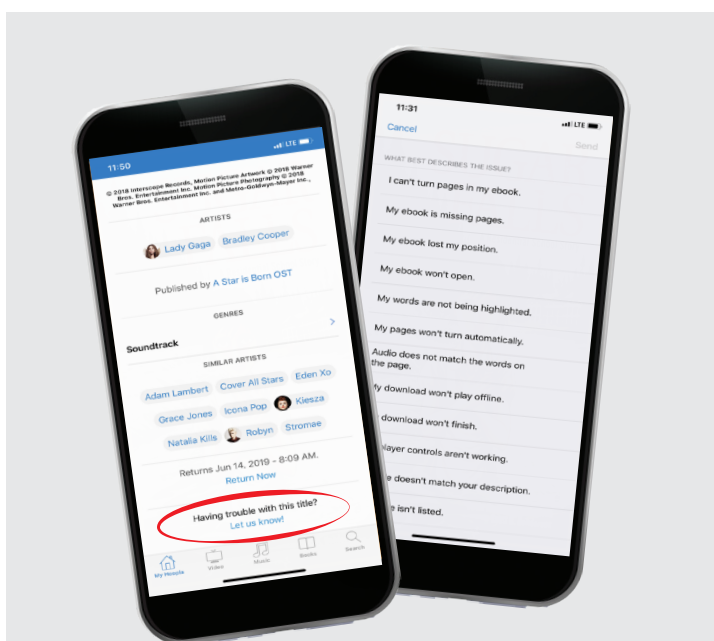 11:50
LTE
© 2018 Interscope Records, Motion Picture Artwork © 2018 Warner
Bros. Entertainment Inc. Motion Picture Photography © 2018
Warner Bros. Entertainment Inc. and Metro-Goldwyn-Mayer Inc.,
ARTISTS
Lady Gaga Bradley Cooper
Published by A Star is Born OST
GENRES
Soundtrack
SIMILAR ARTISTS
Adam Lambert Cover All Stars Eden Xo
Grace Jones Icona Pop Kiesza
Natalia Kills Robyn Stromae
Returns Jun 14, 2019 - 8:09 AM.
Return Now
Having trouble with this title?
Let us know!
My Hoopla Video Music Books Search
11:31
LTE
Cancel Send
WHAT BEST DESCRIBES THE ISSUE?
I can't turn pages in my ebook.
My ebook is missing pages.
My ebook lost my position.
My ebook won't open.
My words are not being highlighted.
My pages won't turn automatically.
Audio does not match the words on
the page.
My download won't play offline.
download won't finish.
player controls aren't working.
doesn't match your description.
isn't listed.